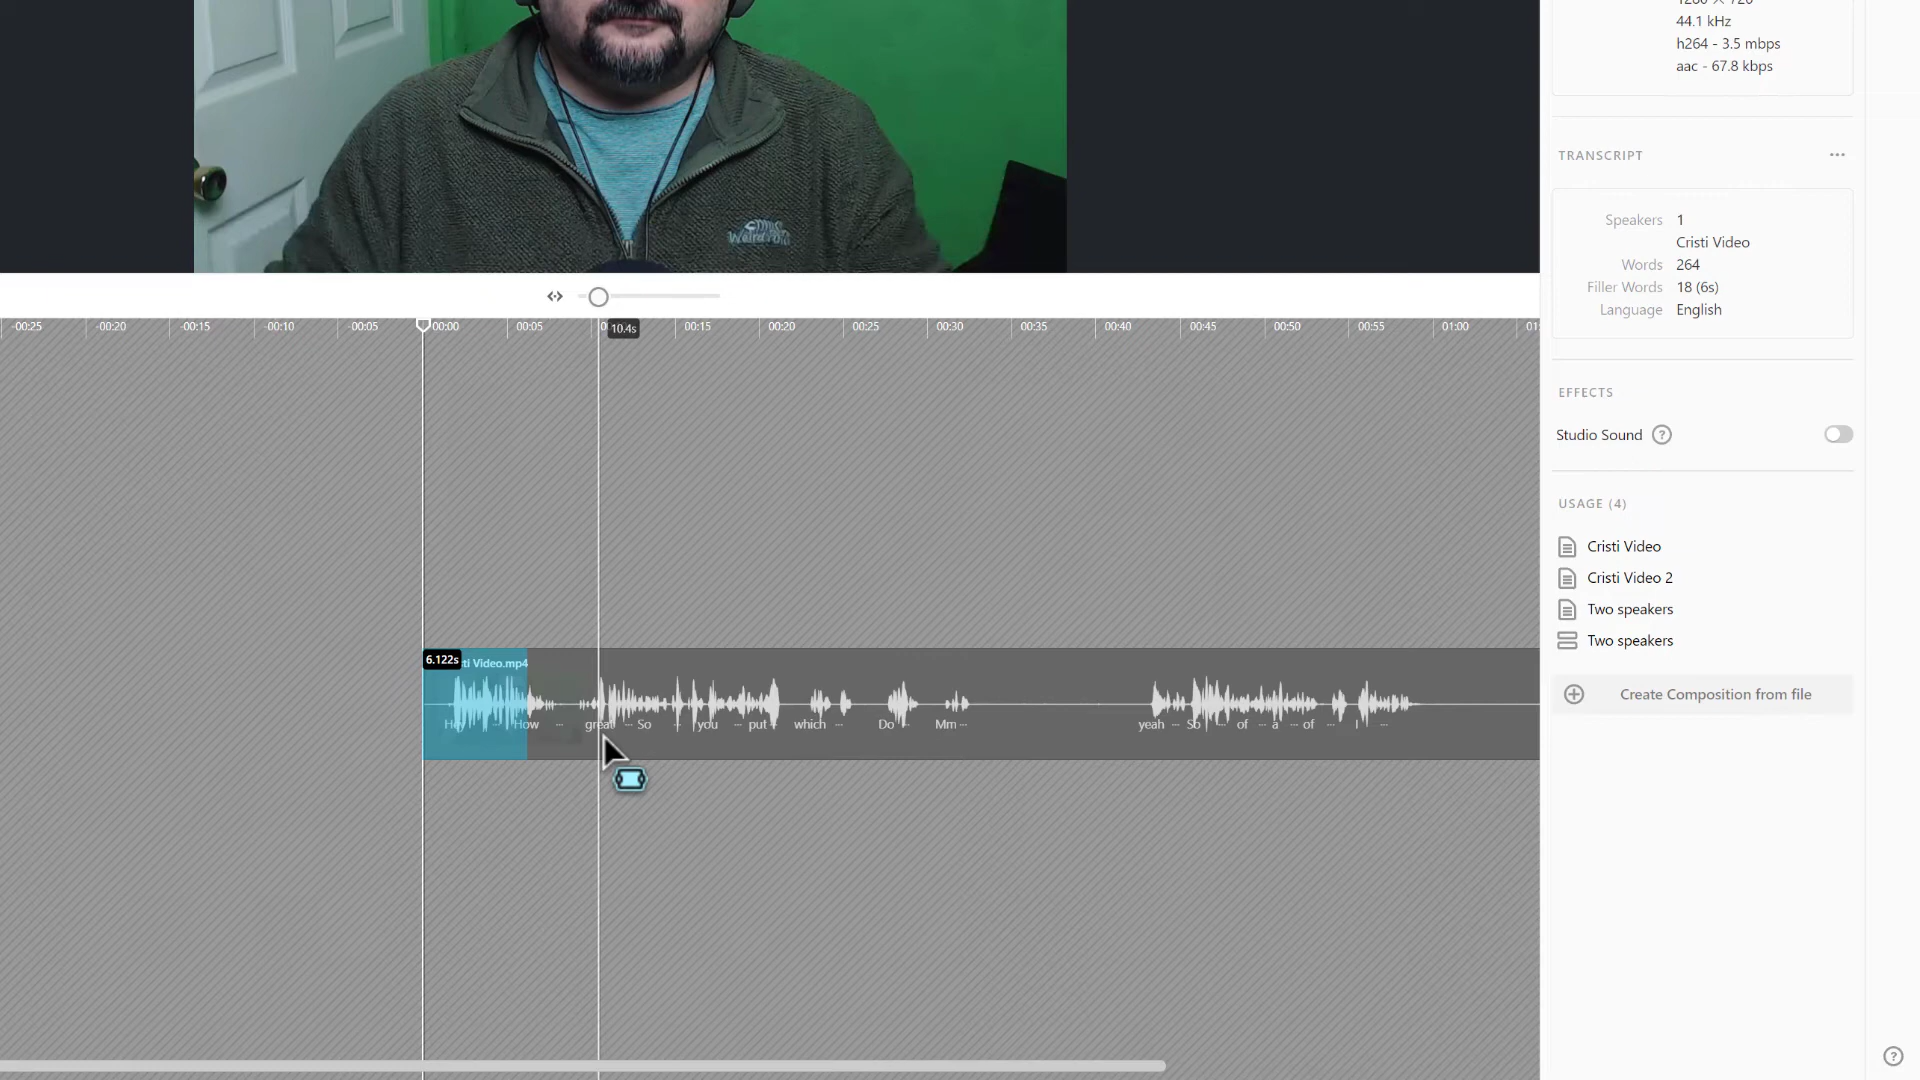 44.1 kHz
h264 - 3.5 mbps
aac - 67.8 kbps
TRANSCRIPT
Speakers 1
Cristi Video
Words 264
Filler Words 18 (6s)
Language English
-00:25 -00:20 -00:15 -00:10 -00:05 00:00 00:05 10.4s 00:15 00:20 00:25 00:30 00:35 00:40 00:45 00:50 00:55 01:00
EFFECTS
Studio Sound ?
USAGE (4)
Cristi Video
Cristi Video 2
Two speakers
Two speakers
Create Composition from file
6.122s sti Video.mp4
Hey ··· How ··· great ··· So ··· you ··· put ··· which ··· Do ··· Mm ··· yeah ··· So ··· of ··· a ··· of ··· I ···
?